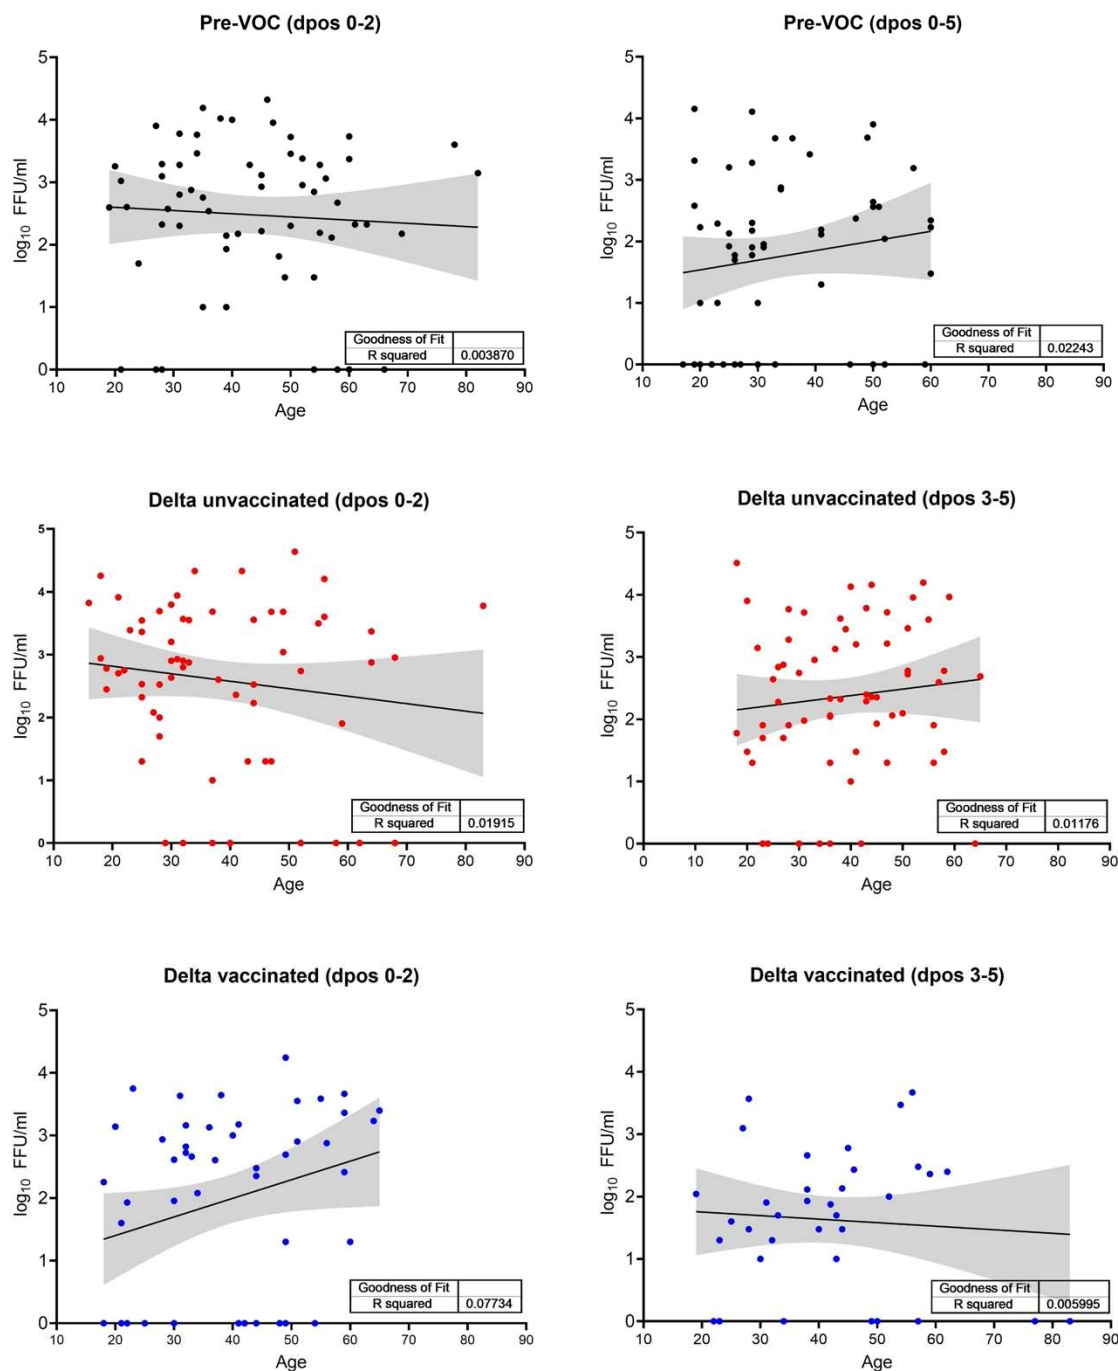 Pre-VOC (dpos 0-2)
log10 FFU/ml
5
4
3
2
1
0
Goodness of Fit
R squared 0.003870
10 20 30 40 50 60 70 80 90
Age
Pre-VOC (dpos 0-5)
log10 FFU/ml
5
4
3
2
1
0
Goodness of Fit
R squared 0.02243
10 20 30 40 50 60 70 80 90
Age
Delta unvaccinated (dpos 0-2)
log10 FFU/ml
5
4
3
2
1
0
Goodness of Fit
R squared 0.01915
10 20 30 40 50 60 70 80 90
Age
Delta unvaccinated (dpos 3-5)
log10 FFU/ml
5
4
3
2
1
0
Goodness of Fit
R squared 0.01176
0 10 20 30 40 50 60 70 80 90
Age
Delta vaccinated (dpos 0-2)
log10 FFU/ml
5
4
3
2
1
0
Goodness of Fit
R squared 0.07734
10 20 30 40 50 60 70 80 90
Age
Delta vaccinated (dpos 3-5)
log10 FFU/ml
5
4
3
2
1
0
Goodness of Fit
R squared 0.005995
10 20 30 40 50 60 70 80 90
Age